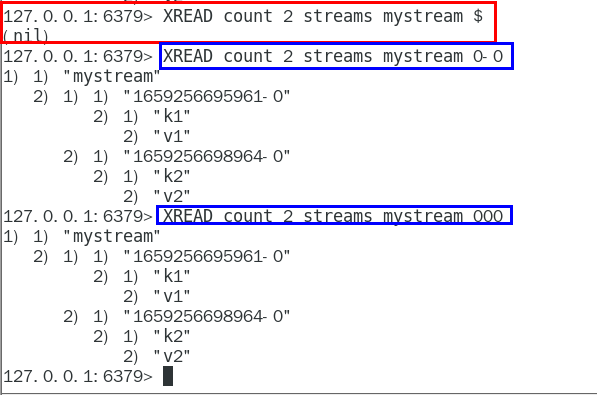 127.0.0.1:6379> XREAD count 2 streams mystream $
(nil)
127.0.0.1:6379> XREAD count 2 streams mystream 0-0
1) 1) "mystream"
   2) 1) 1) "1659256695961-0"
         2) 1) "k1"
            2) "v1"
      2) 1) "1659256698964-0"
         2) 1) "k2"
            2) "v2"
127.0.0.1:6379> XREAD count 2 streams mystream 000
1) 1) "mystream"
   2) 1) 1) "1659256695961-0"
         2) 1) "k1"
            2) "v1"
      2) 1) "1659256698964-0"
         2) 1) "k2"
            2) "v2"
127.0.0.1:6379>